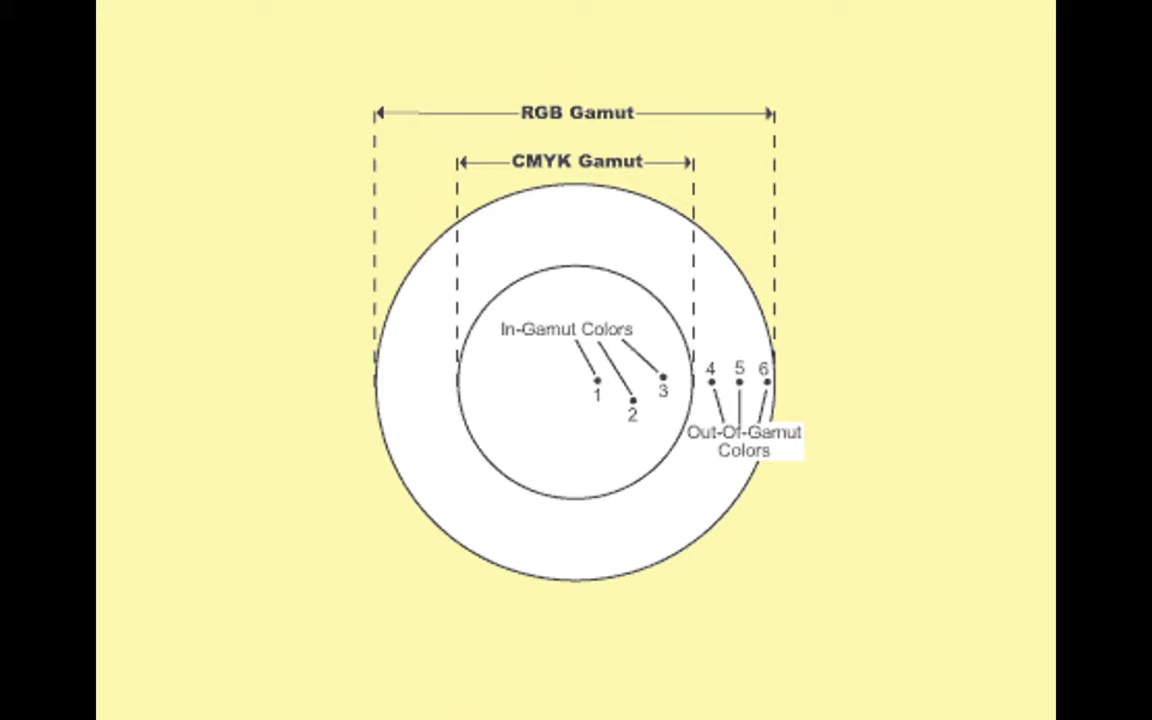 RGB Gamut
CMYK Gamut
In-Gamut Colors
1
2
3
4 5 6
Out-Of-Gamut
Colors